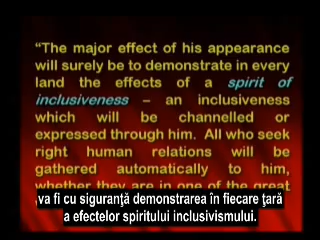 “The major effect of his appearance
will surely be to demonstrate in every
land the effects of a spirit of
inclusiveness – an inclusiveness
which will be channelled or
expressed through him. All who seek
right human relations will be
gathered automatically to him,
whether they are in one of the great
va fi cu siguranţă demonstrarea în fiecare ţară
a efectelor spiritului inclusivismului.